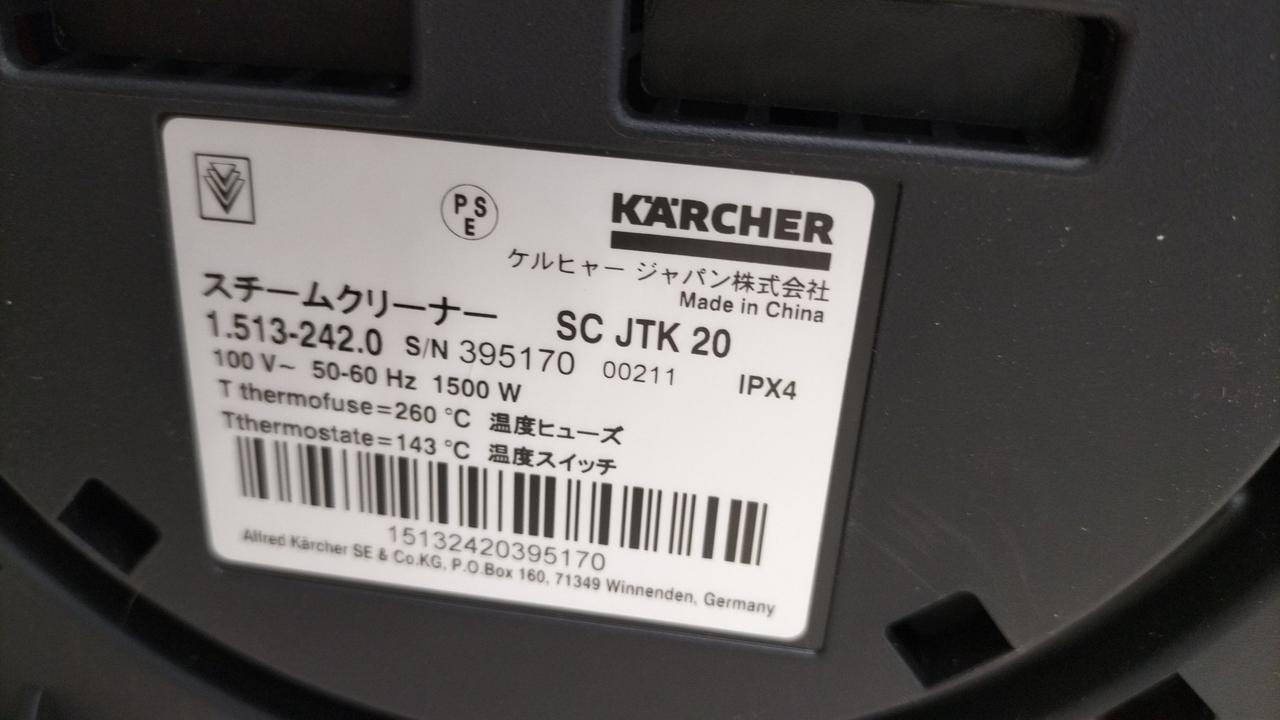 PSE
KÄRCHER
ケルヒャー ジャパン株式会社
Made in China
スチームクリーナー SC JTK 20
1.513-242.0 S/N 395170 00211 IPX4
100 V~ 50-60 Hz 1500 W
T thermofuse=260 °C 温度ヒューズ
Tthermostate=143 °C 温度スイッチ
15132420395170
Alfred Kärcher SE & Co.KG, P.O.Box 160, 71349 Winnenden, Germany